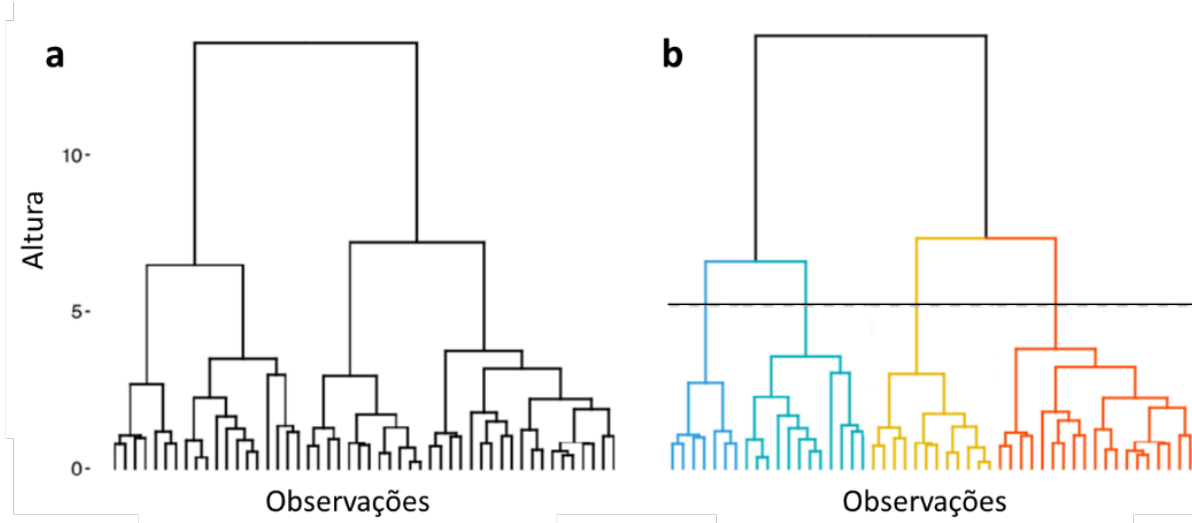 a
b
10-
Altura
5-
0-
Observações
Observações